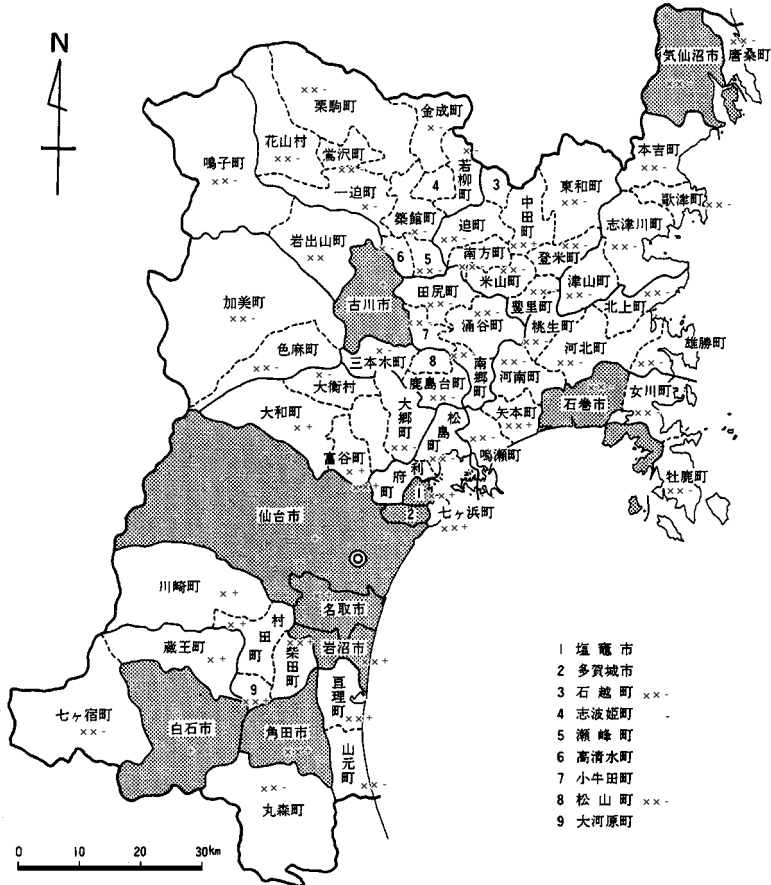 N
気仙沼市
××-
唐桑町
××-
××-
栗駒町
金成町
-
花山村
××-
鶯沢町
××
鳴子町
一迫町
×-
4
若柳町
-
3
中田町
××+
東和町
××-
本吉町
××-
歌津町
××-
志津川町
××-
築館町
×
迫町
×-
岩出山町
××
×-
6
5
××
南方町
××-
登米町
××-
米山町
××-
豊里町
××-
津山町
××-
北上町
××-
加美町
××-
古川市
田尻町
××-
涌谷町
××-
桃生町
××-
河北町
××-
雄勝町
××-
7
××-
色麻町
××-
三本木町
×-
8
南郷町
××-
河南町
××-
大衡村
×-
鹿島台町
××-
石巻市
××-
女川町
××-
大和町
×+
大郷町
××-
松島町
××-
矢本町
××+
鳴瀬町
××-
富谷町
××+
利府町
××+
1
×+
牡鹿町
××-
仙台市
2
七ヶ浜町
××+
川崎町
×+
名取市
×+
村田町
柴田町
××+
岩沼市
×+
蔵王町
×+
9
××+
亘理町
××+
七ヶ宿町
××-
白石市
角田市
××-
山元町
××-
××-
丸森町
1 塩竈市
2 多賀城市
3 石越町 ××-
4 志波姫町 -
5 瀬峰町
6 高清水町
7 小牛田町
8 松山町 ××-
9 大河原町
0 10 20 30km